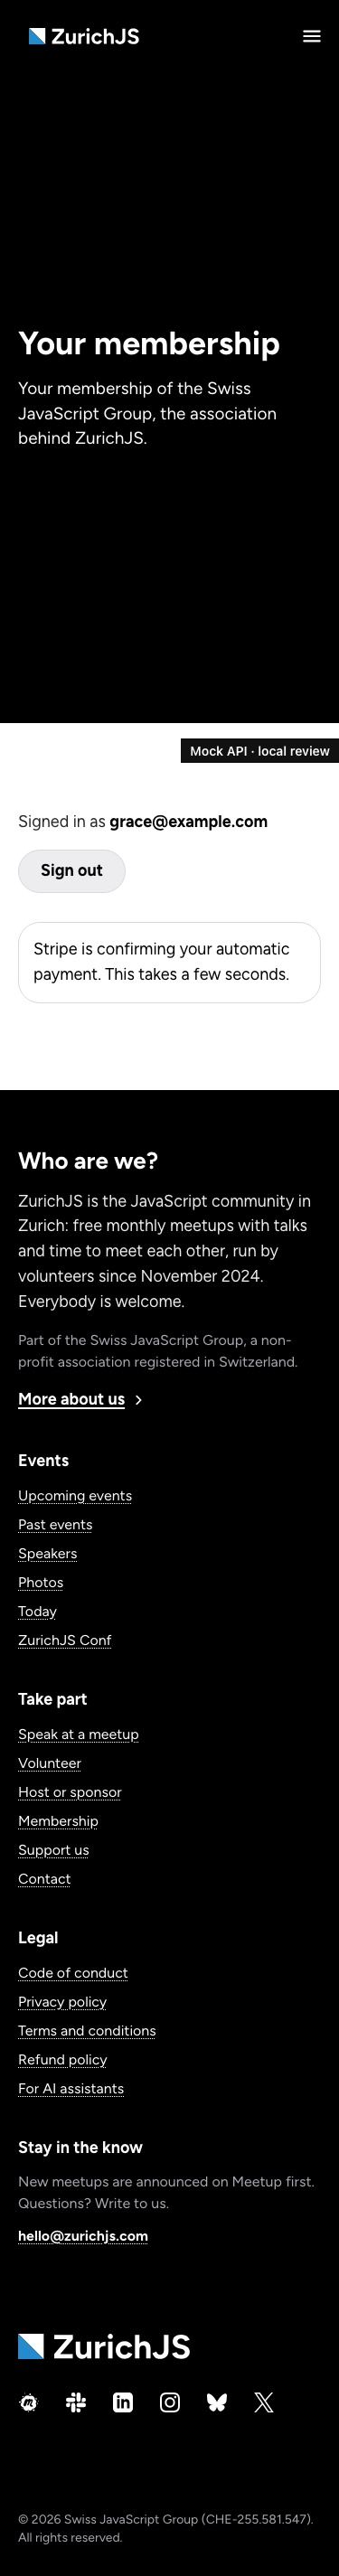 ZurichJS
Your membership
Your membership of the Swiss
JavaScript Group, the association
behind ZurichJS.
Mock API · local review
Signed in as grace@example.com
Sign out
Stripe is confirming your automatic
payment. This takes a few seconds.
Who are we?
ZurichJS is the JavaScript community in
Zurich: free monthly meetups with talks
and time to meet each other, run by
volunteers since November 2024.
Everybody is welcome.
Part of the Swiss JavaScript Group, a non-
profit association registered in Switzerland.
More about us
Events
Upcoming events
Past events
Speakers
Photos
Today
ZurichJS Conf
Take part
Speak at a meetup
Volunteer
Host or sponsor
Membership
Support us
Contact
Legal
Code of conduct
Privacy policy
Terms and conditions
Refund policy
For AI assistants
Stay in the know
New meetups are announced on Meetup first.
Questions? Write to us.
hello@zurichjs.com
ZurichJS
© 2026 Swiss JavaScript Group (CHE-255.581.547).
All rights reserved.